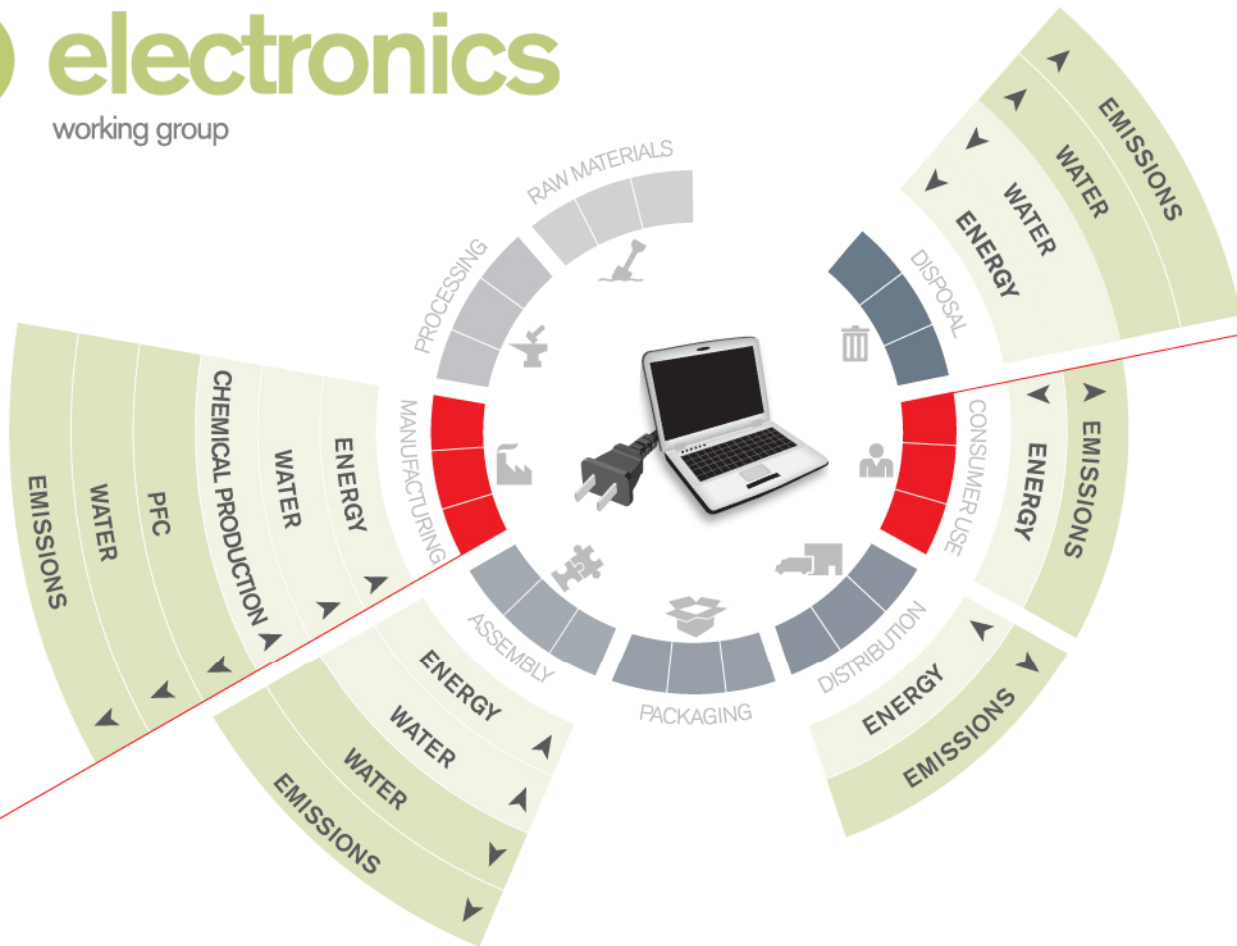 electronics
working group
RAW MATERIALS
PROCESSING
MANUFACTURING
ENERGY
WATER
CHEMICAL PRODUCTION
PFC
WATER
EMISSIONS
ASSEMBLY
ENERGY
WATER
WATER
EMISSIONS
PACKAGING
DISTRIBUTION
ENERGY
EMISSIONS
CONSUMER USE
ENERGY
EMISSIONS
DISPOSAL
ENERGY
WATER
WATER
EMISSIONS